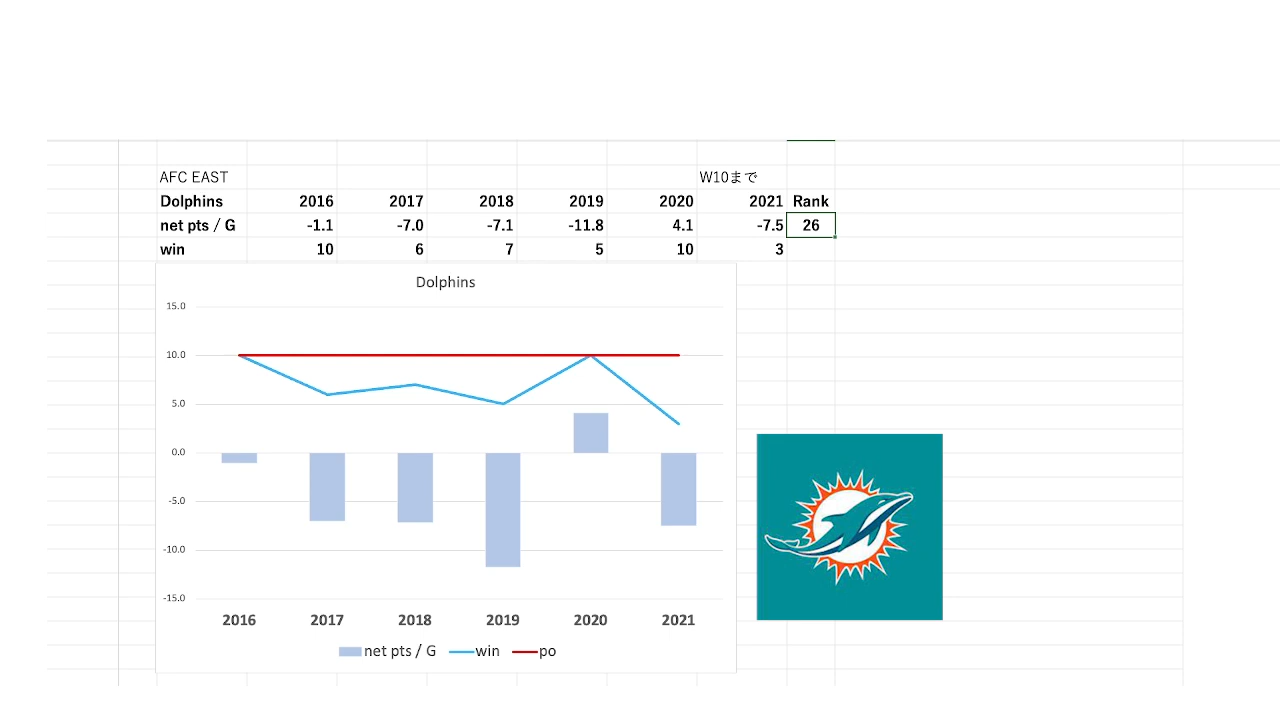 AFC EAST W10まで
Dolphins 2016 2017 2018 2019 2020 2021 Rank
net pts / G -1.1 -7.0 -7.1 -11.8 4.1 -7.5 26
win 10 6 7 5 10 3
Dolphins
15.0
10.0
5.0
0.0
-5.0
-10.0
-15.0
2016 2017 2018 2019 2020 2021
net pts / G win po